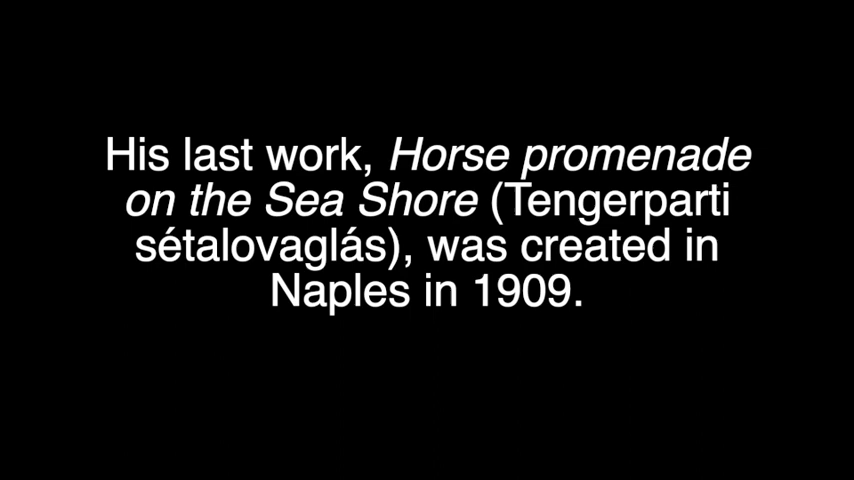 His last work, Horse promenade
on the Sea Shore (Tengerparti
sétalovaglás), was created in
Naples in 1909.